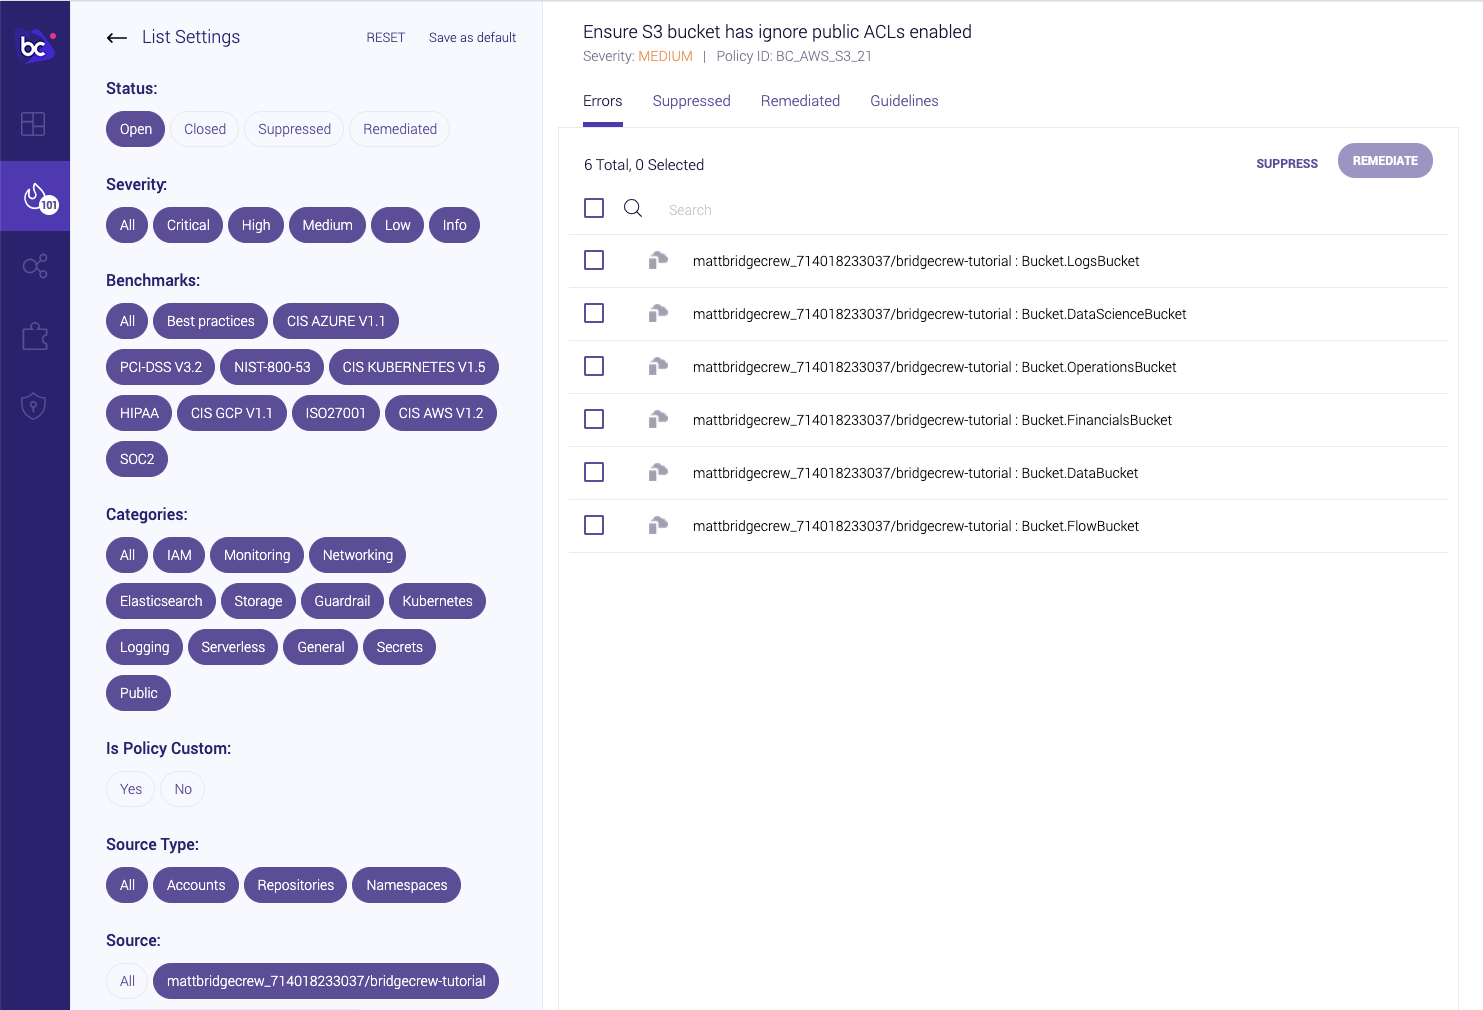 bc
101
List Settings
RESET
Save as default
Status:
Open Closed Suppressed Remediated
Severity:
All Critical High Medium Low Info
Benchmarks:
All Best practices CIS AZURE V1.1
PCI-DSS V3.2 NIST-800-53 CIS KUBERNETES V1.5
HIPAA CIS GCP V1.1 ISO27001 CIS AWS V1.2
SOC2
Categories:
All IAM Monitoring Networking
Elasticsearch Storage Guardrail Kubernetes
Logging Serverless General Secrets
Public
Is Policy Custom:
Yes No
Source Type:
All Accounts Repositories Namespaces
Source:
All mattbridgecrew_714018233037/bridgecrew-tutorial
Ensure S3 bucket has ignore public ACLs enabled
Severity: MEDIUM | Policy ID: BC_AWS_S3_21
Errors Suppressed Remediated Guidelines
6 Total, 0 Selected
SUPPRESS
REMEDIATE
Search
mattbridgecrew_714018233037/bridgecrew-tutorial : Bucket.LogsBucket
mattbridgecrew_714018233037/bridgecrew-tutorial : Bucket.DataScienceBucket
mattbridgecrew_714018233037/bridgecrew-tutorial : Bucket.OperationsBucket
mattbridgecrew_714018233037/bridgecrew-tutorial : Bucket.FinancialsBucket
mattbridgecrew_714018233037/bridgecrew-tutorial : Bucket.DataBucket
mattbridgecrew_714018233037/bridgecrew-tutorial : Bucket.FlowBucket